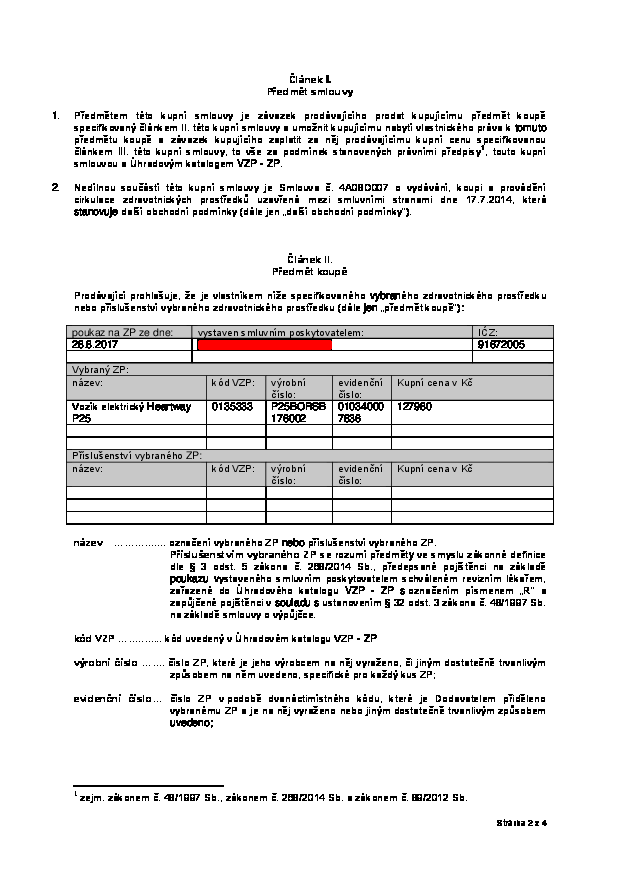 Článek I.
Předmět smlouvy
1. Předmětem této kupní smlouvy je závazek prodávajícího prodat kupujícímu předmět koupě
specifikovaný článkem II. této kupní smlouvy a umožnit kupujícímu nabytí vlastnického práva k tomuto
předmětu koupě a závazek kupujícího zaplatit za něj prodávajícímu kupní cenu specifikovanou
článkem III. této kupní smlouvy, to vše za podmínek stanovených právními předpisy¹, touto kupní
smlouvou a Úhradovým katalogem VZP - ZP.
2. Nedílnou součástí této kupní smlouvy je Smlouva č. 4A08D007 o vydávání, koupi a provádění
cirkulace zdravotnických prostředků uzavřená mezi smluvními stranami dne 17.7.2014, která
stanovuje další obchodní podmínky (dále jen „další obchodní podmínky").
Článek II.
Předmět koupě
Prodávající prohlašuje, že je vlastníkem níže specifikovaného vybraného zdravotnického prostředku
nebo příslušenství vybraného zdravotnického prostředku (dále jen „předmět koupě"):
poukaz na ZP ze dne: vystaven smluvním poskytovatelem: IČZ:
26.6.2017 91672005
Vybraný ZP:
název: kód VZP: výrobní číslo: evidenční číslo: Kupní cena v Kč
Vozík elektrický Heartway 0135333 P25BORSB 01034000 127960
P25 176002 7836
Příslušenství vybraného ZP:
název: kód VZP: výrobní číslo: evidenční číslo: Kupní cena v Kč
název ................ označení vybraného ZP nebo příslušenství vybraného ZP.
Příslušenstvím vybraného ZP se rozumí předměty ve smyslu zákonné definice
dle § 3 odst. 5 zákona č. 268/2014 Sb., předepsané pojištěnci na základě
poukazu vystaveného smluvním poskytovatelem schváleném revizním lékařem,
zařazené do Úhradového katalogu VZP - ZP s označením písmenem „R" a
zapůjčené pojištěnci v souladu s ustanovením § 32 odst. 3 zákona č. 48/1997 Sb.
na základě smlouvy o výpůjčce.
kód VZP ............. kód uvedený v Úhradovém katalogu VZP - ZP
výrobní číslo ....... číslo ZP, které je jeho výrobcem na něj vyraženo, či jiným dostatečně trvanlivým
způsobem na něm uvedeno, specifické pro každý kus ZP;
evidenční číslo.... číslo ZP v podobě dvanáctimístného kódu, které je Dodavatelem přiděleno
vybranému ZP a je na něj vyraženo nebo jiným dostatečně trvanlivým způsobem
uvedeno;
¹ zejm. zákonem č. 48/1997 Sb., zákonem č. 268/2014 Sb. a zákonem č. 89/2012 Sb.
Stránka 2 z 4